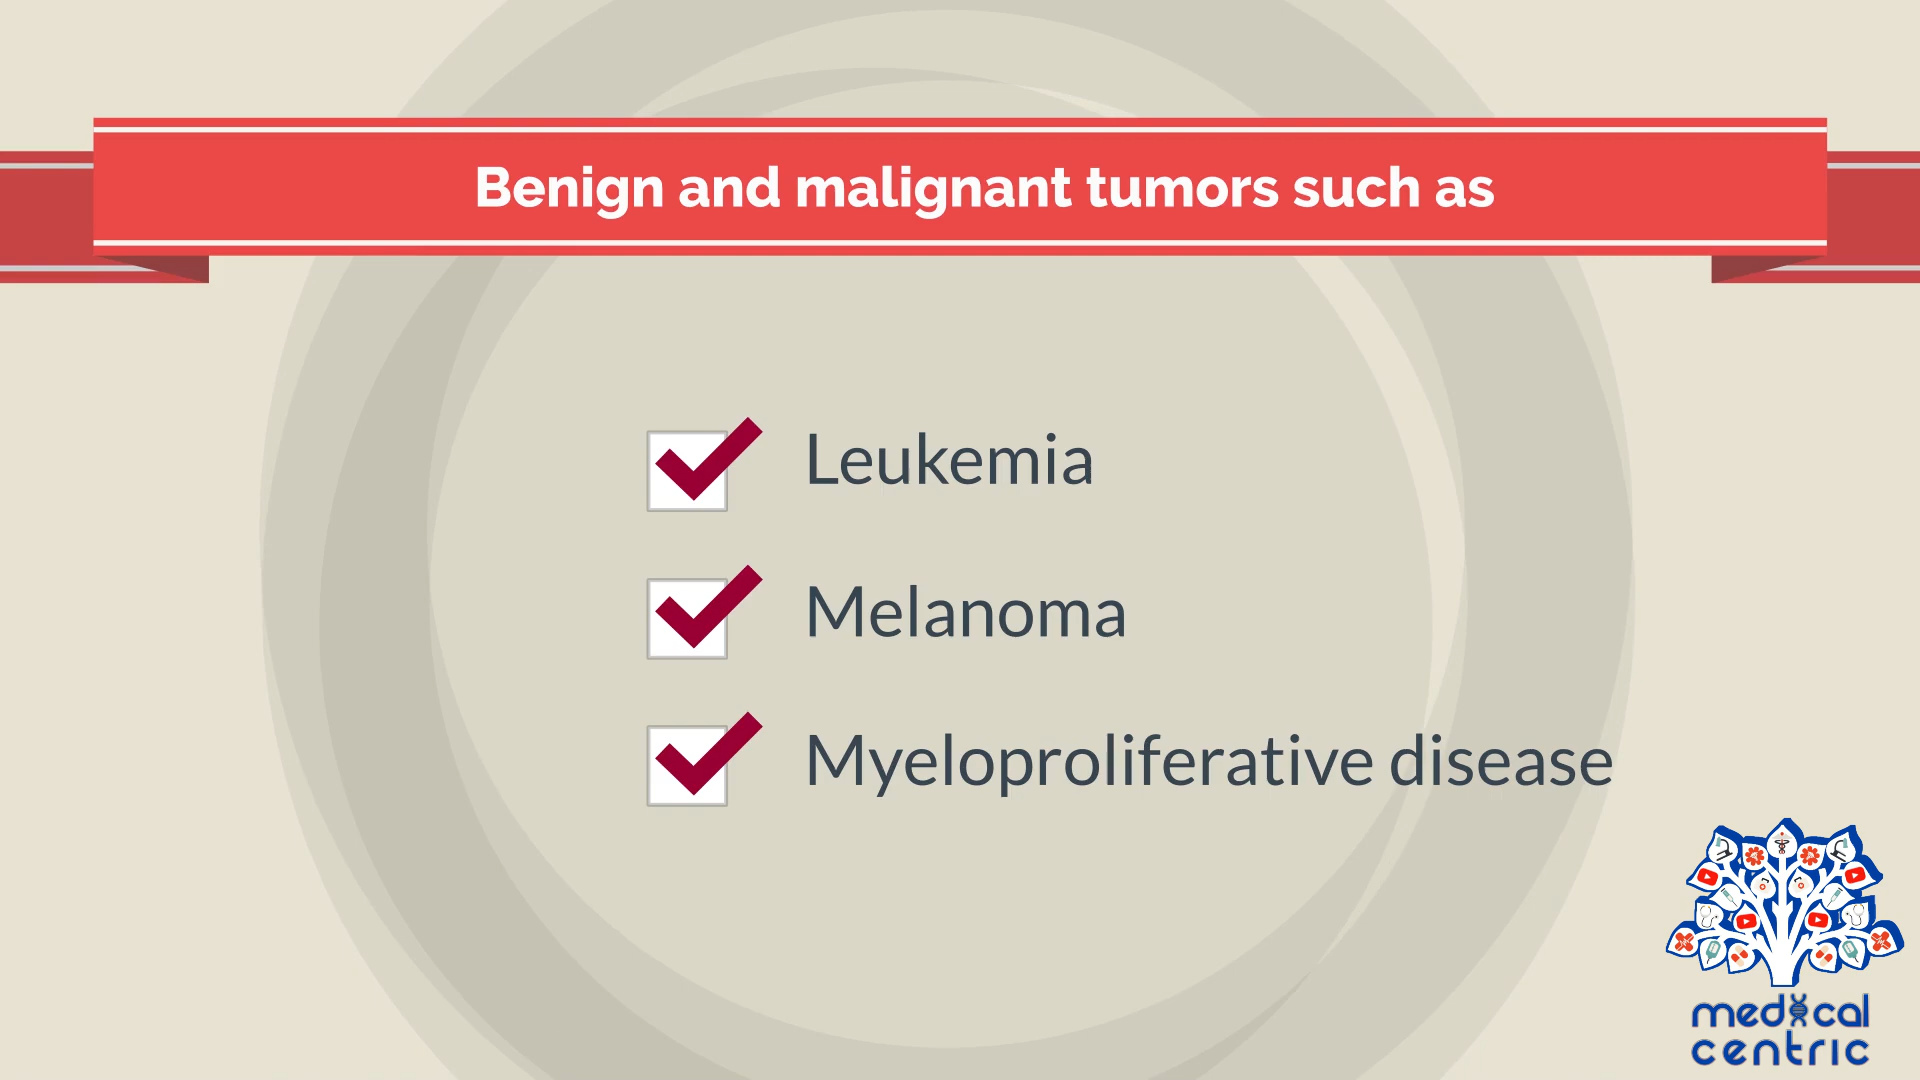 Benign and malignant tumors such as
Leukemia
Melanoma
Myeloproliferative disease
medical
centric